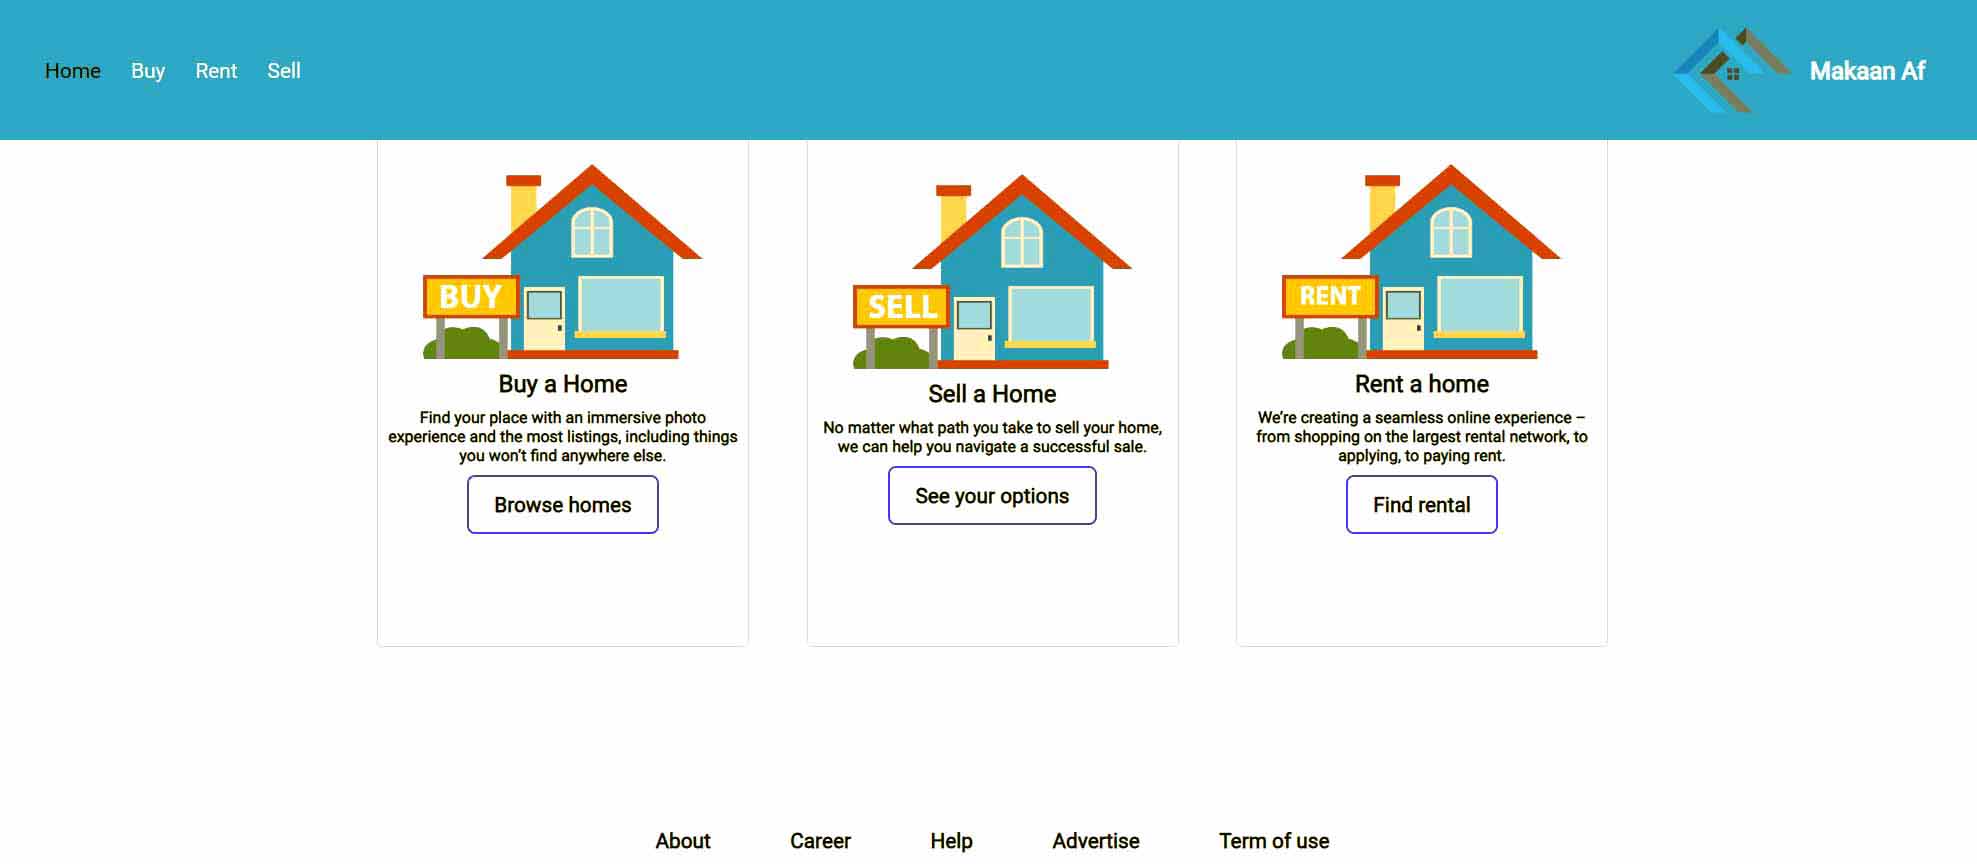 Home Buy Rent Sell
Makaan Af
BUY
Buy a Home
Find your place with an immersive photo
experience and the most listings, including things
you won't find anywhere else.
Browse homes
SELL
Sell a Home
No matter what path you take to sell your home,
we can help you navigate a successful sale.
See your options
RENT
Rent a home
We’re creating a seamless online experience –
from shopping on the largest rental network, to
applying, to paying rent.
Find rental
About Career Help Advertise Term of use